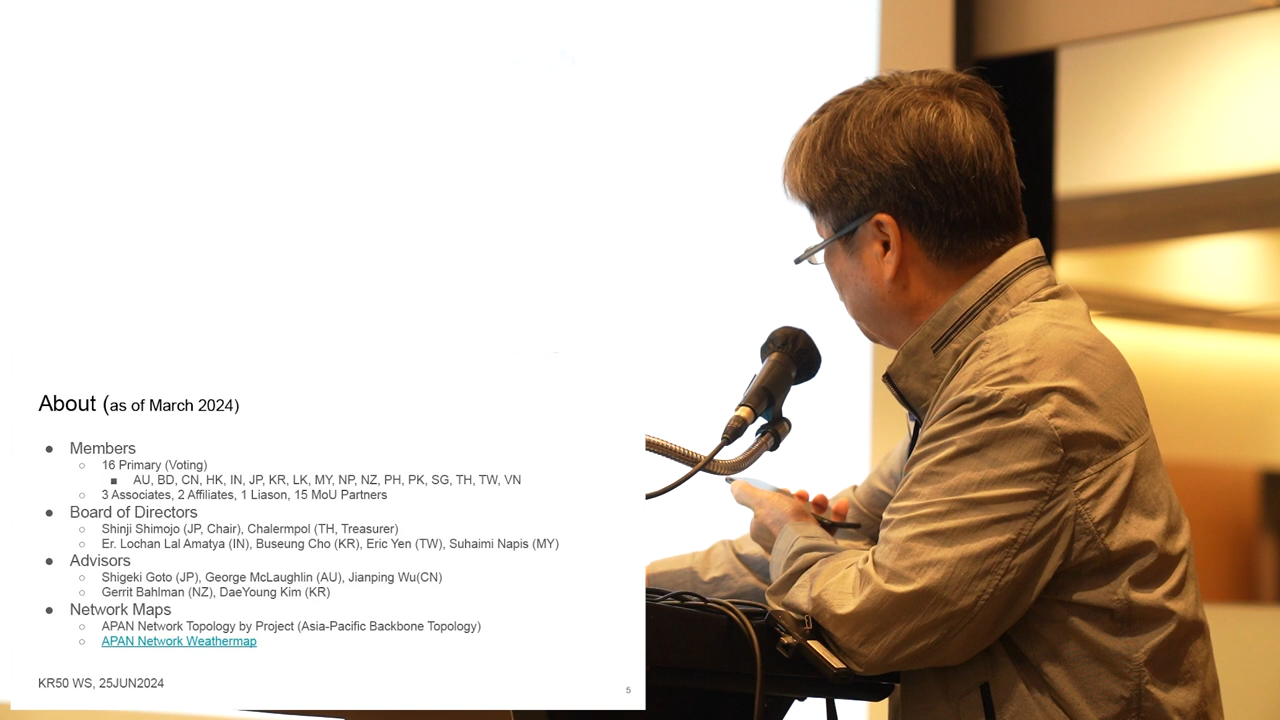 About (as of March 2024)
● Members
○ 16 Primary (Voting)
■ AU, BD, CN, HK, IN, JP, KR, LK, MY, NP, NZ, PH, PK, SG, TH, TW, VN
○ 3 Associates, 2 Affiliates, 1 Liason, 15 MoU Partners
● Board of Directors
○ Shinji Shimojo (JP, Chair), Chalermpol (TH, Treasurer)
○ Er. Lochan Lal Amatya (IN), Buseung Cho (KR), Eric Yen (TW), Suhaimi Napis (MY)
● Advisors
○ Shigeki Goto (JP), George McLaughlin (AU), Jianping Wu(CN)
○ Gerrit Bahlman (NZ), DaeYoung Kim (KR)
● Network Maps
○ APAN Network Topology by Project (Asia-Pacific Backbone Topology)
○ APAN Network Weathermap
KR50 WS, 25JUN2024
5